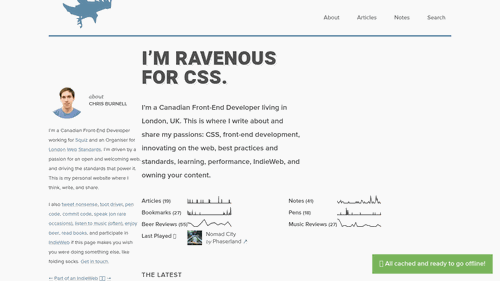 About
Articles
Notes
Search
I'M RAVENOUS
FOR CSS.
about
CHRIS BURNELL
I'm a Canadian Front-End Developer
working for Squiz and an Organiser for
London Web Standards. I'm driven by a
passion for an open and welcoming web,
and driving the standards that power it.
This is my personal website where I
think, write, and share.
I also tweet nonsense, toot driver, pen
code, commit code, speak (on rare
occasions), listen to music jitters, enjoy
beer, read books, and participate in
IndieWeb if this page makes you wish
you were doing something else, like
folding socks. Get in touch.
← Part of an IndieWeb
I'm a Canadian Front-End Developer living in
London, UK. This is where I write about and
share my passions: CSS, front-end development,
innovating on the web, best practices and
standards, learning, performance, IndieWeb, and
owning your content.
Articles (19)
Bookmarks (27)
Beer Reviews
Last Played
Nomad City
by Phaserland ↗
Notes (41)
Pens (18)
Music Reviews (27)
THE LATEST
All cached and ready to go offline!